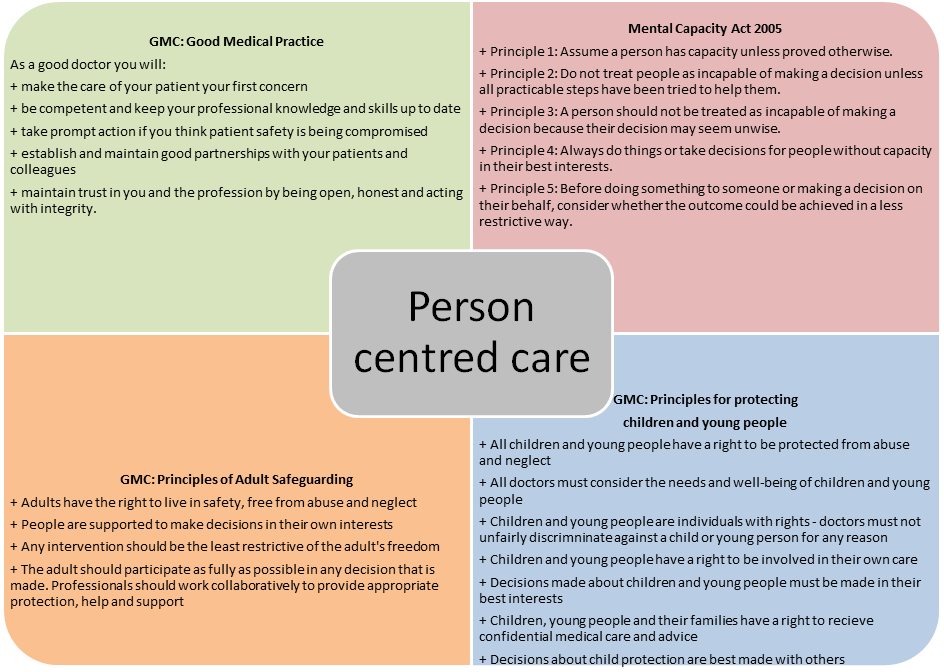 GMC: Good Medical Practice
As a good doctor you will:
+ make the care of your patient your first concern
+ be competent and keep your professional knowledge and skills up to date
+ take prompt action if you think patient safety is being compromised
+ establish and maintain good partnerships with your patients and
colleagues
+ maintain trust in you and the profession by being open, honest and acting
with integrity.
Mental Capacity Act 2005
+ Principle 1: Assume a person has capacity unless proved otherwise.
+ Principle 2: Do not treat people as incapable of making a decision unless
all practicable steps have been tried to help them.
+ Principle 3: A person should not be treated as incapable of making a
decision because their decision may seem unwise.
+ Principle 4: Always do things or take decisions for people without capacity
in their best interests.
+ Principle 5: Before doing something to someone or making a decision on
their behalf, consider whether the outcome could be achieved in a less
restrictive way.
Person
centred care
GMC: Principles of Adult Safeguarding
+ Adults have the right to live in safety, free from abuse and neglect
+ People are supported to make decisions in their own interests
+ Any intervention should be the least restrictive of the adult's freedom
+ The adult should participate as fully as possible in any decision that is
made. Professionals should work collaboratively to provide appropriate
protection, help and support
GMC: Principles for protecting
children and young people
+ All children and young people have a right to be protected from abuse
and neglect
+ All doctors must consider the needs and well-being of children and young
people
+ Children and young people are individuals with rights - doctors must not
unfairly discrimninate against a child or young person for any reason
+ Children and young people have a right to be involved in their own care
+ Decisions made about children and young people must be made in their
best interests
+ Children, young people and their families have a right to recieve
confidential medical care and advice
+ Decisions about child protection are best made with others